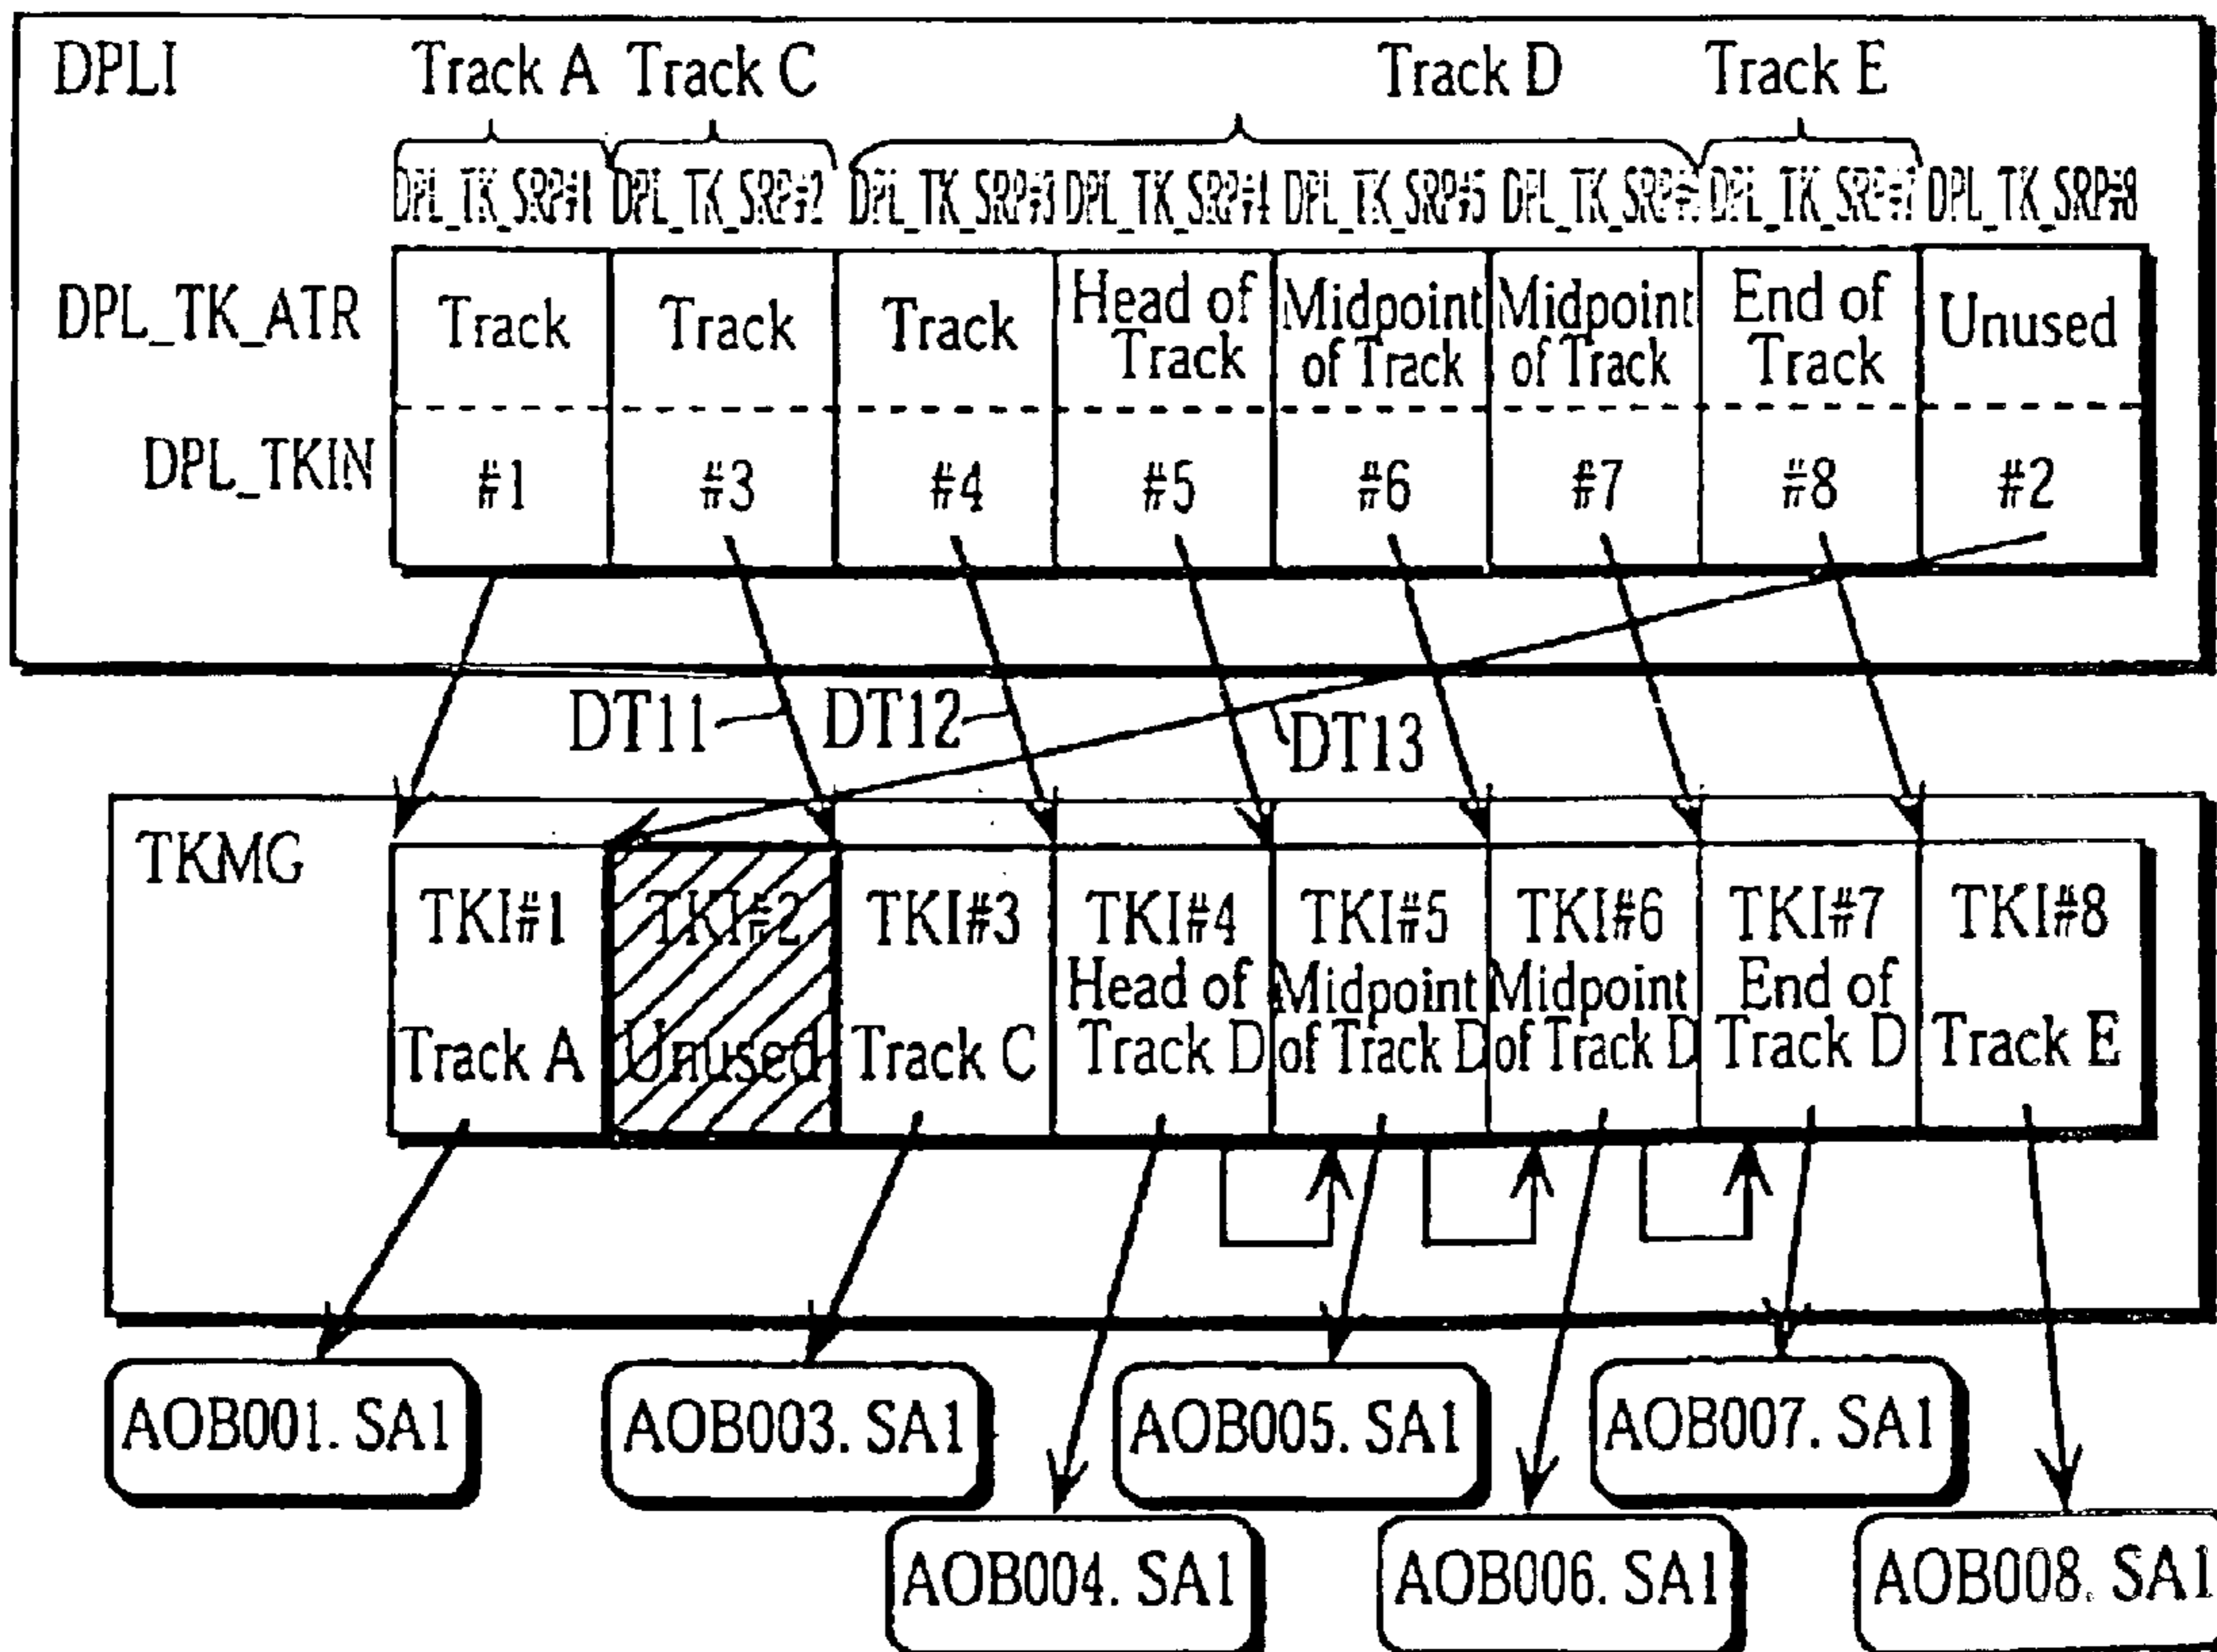 DPLI
Track A Track C Track D Track E
DPL_TK_SRP#1 DPL_TK_SRP#2 DPL_TK_SRP#3 DPL_TK_SRP#4 DPL_TK_SRP#5 DPL_TK_SRP# DPL_TK_SRP#7 DPL_TK_SRP#8
DPL_TK_ATR
Track
Track
Track
Head of
Track
Midpoint
of Track
Midpoint
of Track
End of
Track
Unused
DPL_TKIN
#1 #3 #4 #5 #6 #7 #8 #2
DT11 DT12 DT13
TKMG
TKI#1
Track A
TKI#2
Unused
TKI#3
Track C
TKI#4
Head of
Track D
TKI#5
Midpoint
of Track D
TKI#6
Midpoint
of Track D
TKI#7
End of
Track D
TKI#8
Track E
AOB001. SA1
AOB003. SA1
AOB005. SA1
AOB007. SA1
AOB004. SA1
AOB006. SA1
AOB008. SA1